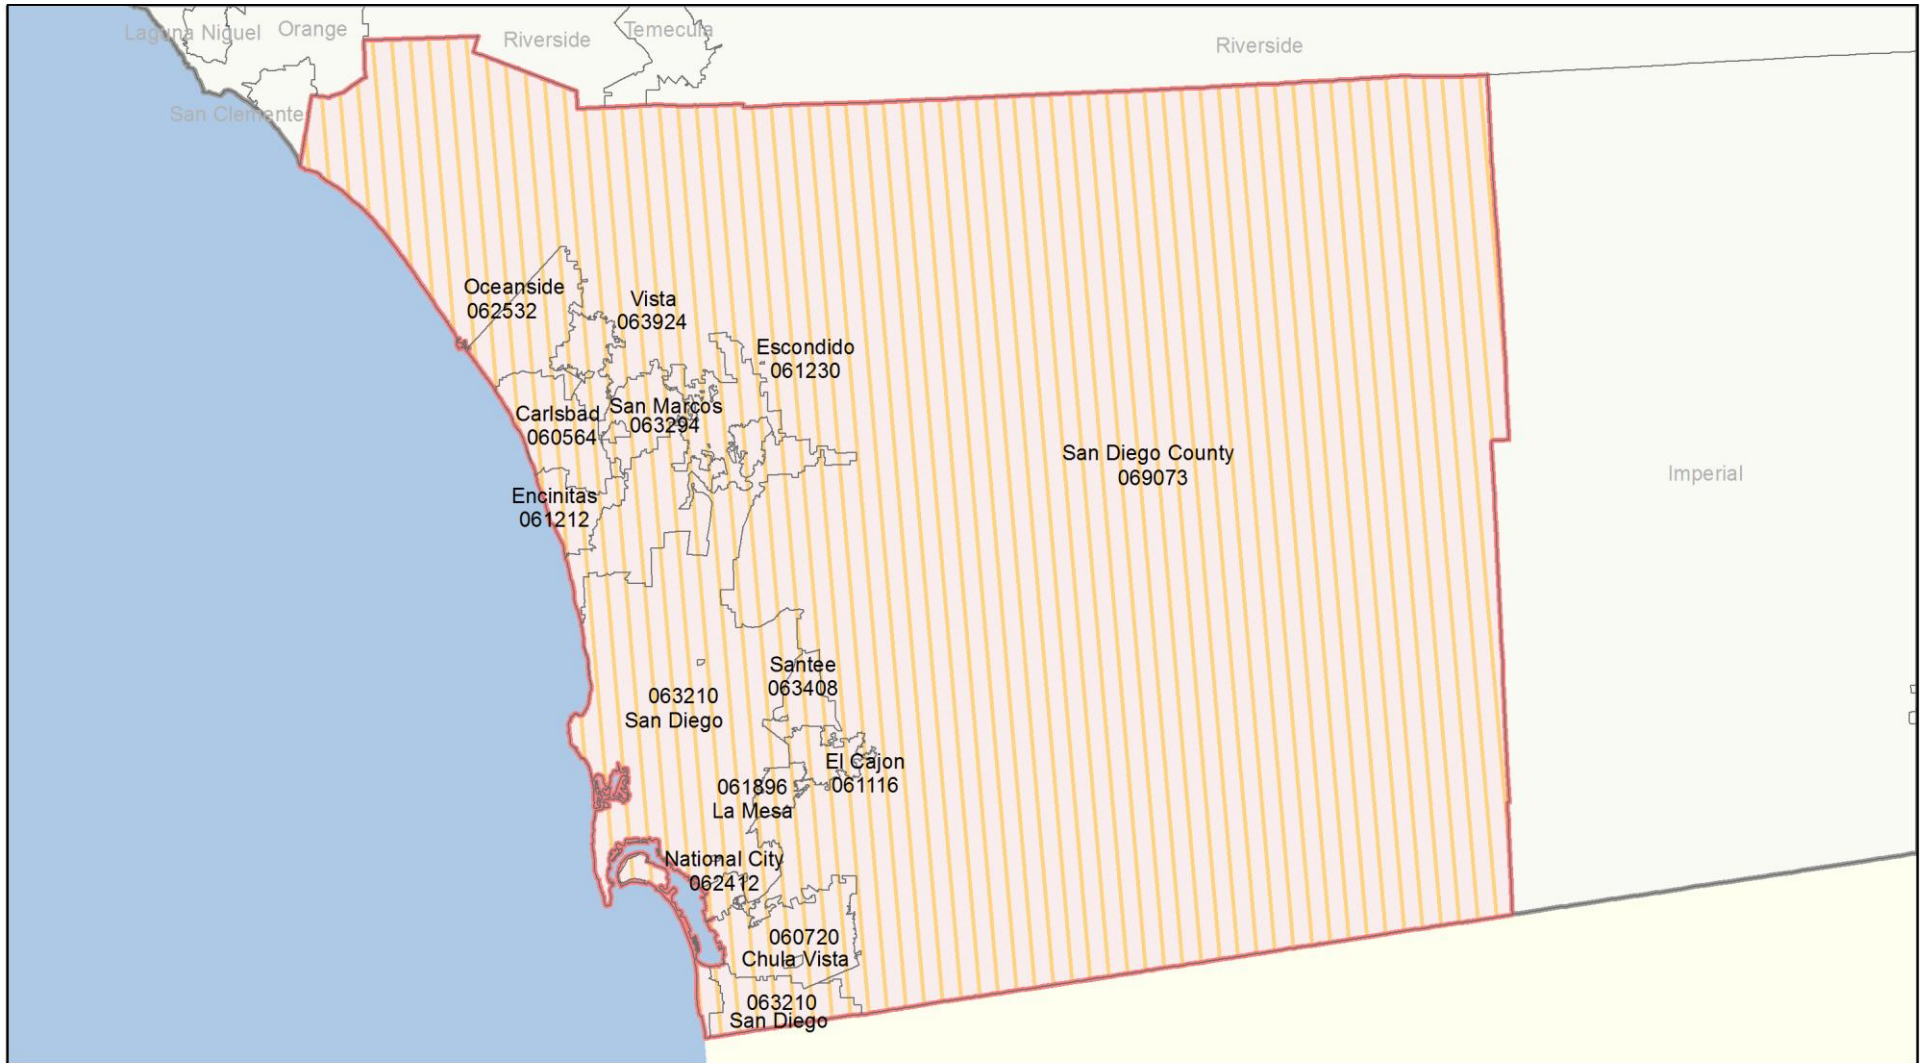 Laguna Niguel
Orange
Riverside
Temecula
Riverside
San Clemente
Oceanside
062532
Vista
063924
Escondido
061230
Carlsbad
060564
San Marcos
063294
San Diego County
069073
Imperial
Encinitas
061212
Santee
063408
063210
San Diego
El Cajon
061116
061896
La Mesa
National City
062412
060720
Chula Vista
063210
San Diego